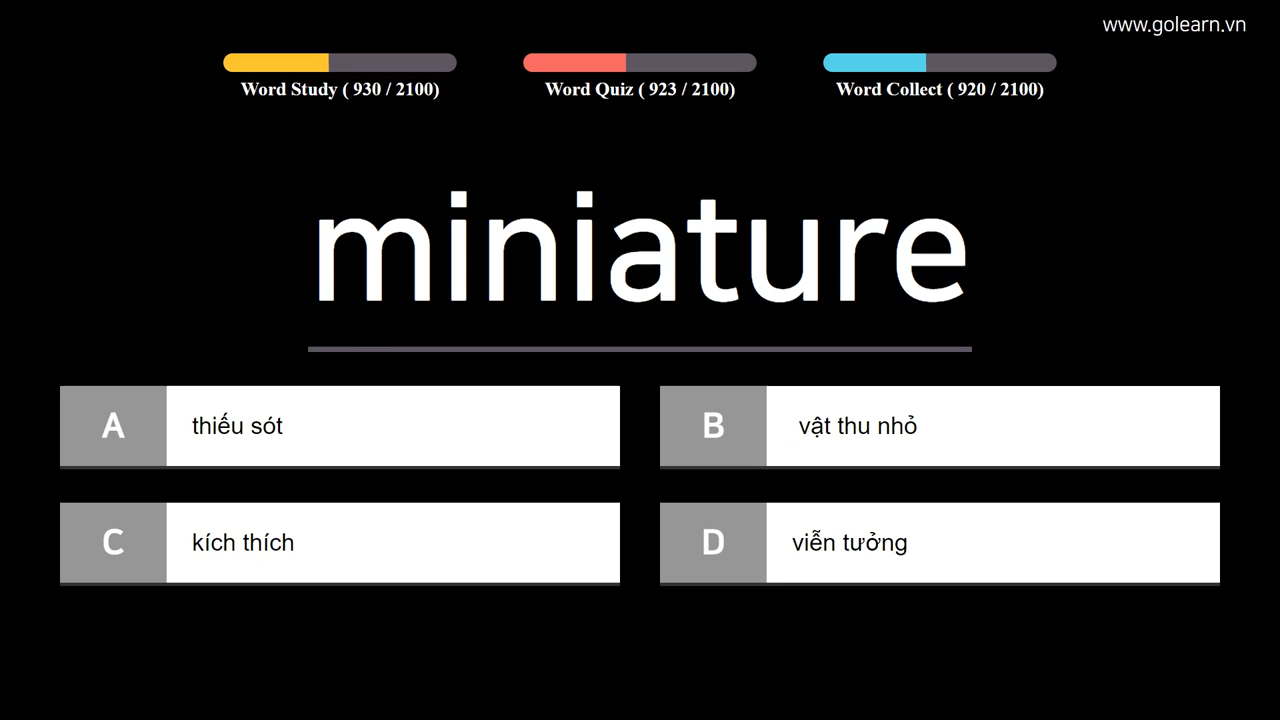 www.golearn.vn
Word Study ( 930 / 2100)
Word Quiz ( 923 / 2100)
Word Collect ( 920 / 2100)
miniature
A thiếu sót
B vật thu nhỏ
C kích thích
D viễn tưởng